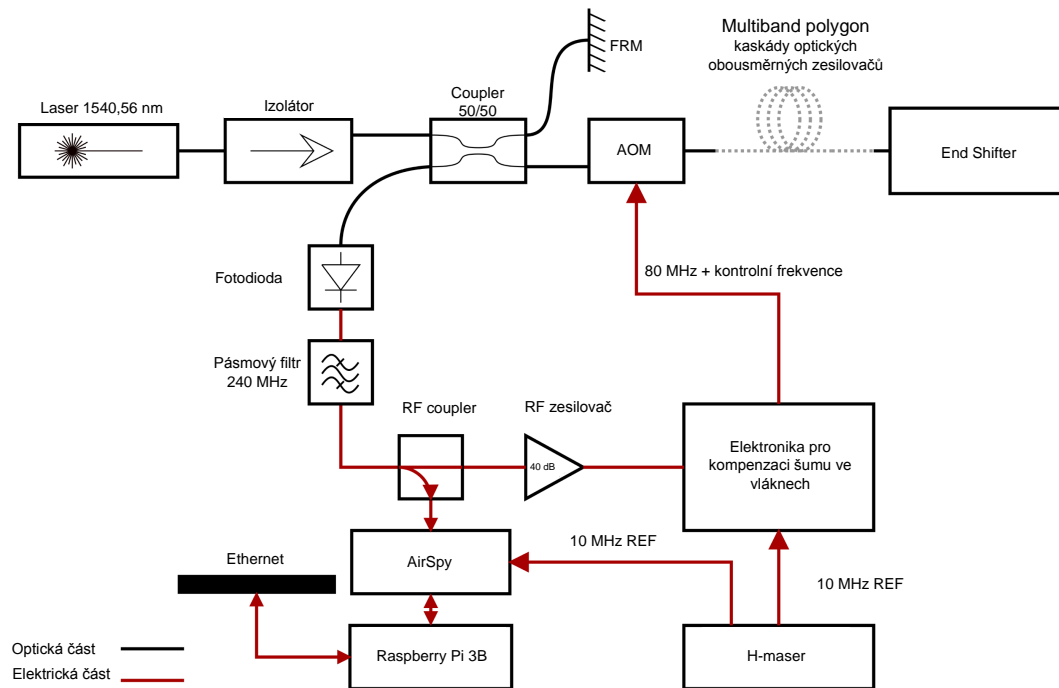 Multiband polygon
kaskády optických
obousměrných zesilovačů
FRM
Laser 1540,56 nm
Izolátor
Coupler
50/50
AOM
End Shifter
80 MHz + kontrolní frekvence
Fotodioda
Pásmový filtr
240 MHz
RF coupler
RF zesilovač
40 dB
Elektronika pro
kompenzaci šumu ve
vláknech
10 MHz REF
10 MHz REF
Ethernet
AirSpy
Raspberry Pi 3B
H-maser
Optická část
Elektrická část